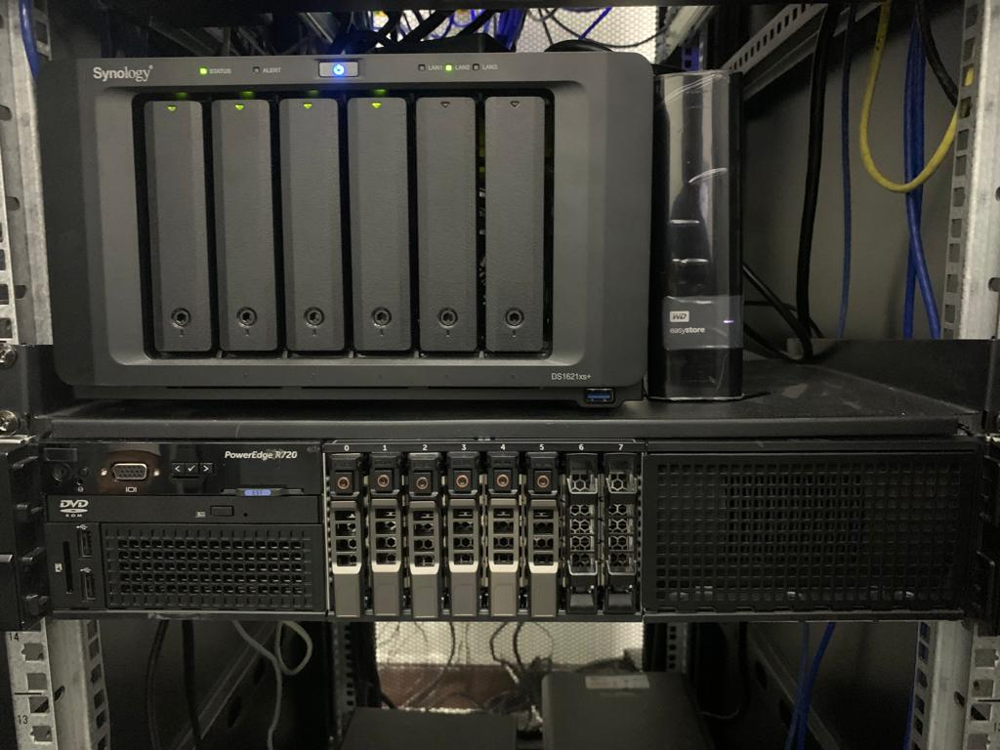 Synology
STATUS
ALERT
LAN1
LAN2
LAN3
WD
easystore
DS1621xs+
PowerEdge R720
0 1 2 3 4 5 6 7
DVD
ROM
14
13